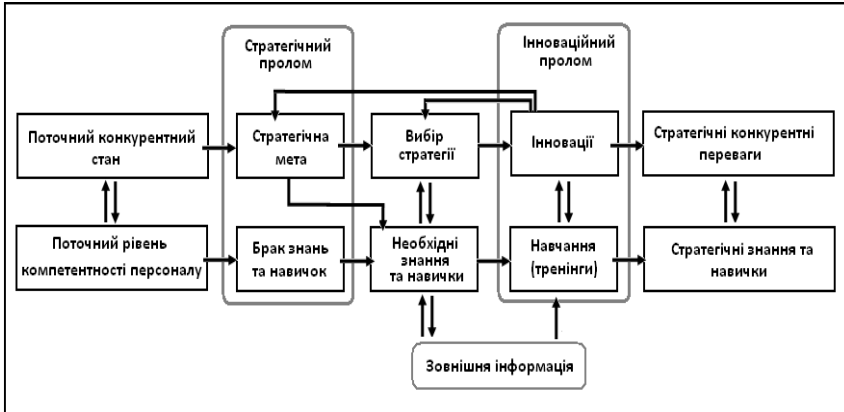 Стратегічний
пролом
Інноваційний
пролом
Поточний конкурентний
стан
Стратегічна
мета
Вибір
стратегії
Інновації
Стратегічні конкурентні
переваги
Поточний рівень
компетентності персоналу
Брак знань
та навичок
Необхідні
знання
та навички
Навчання
(тренінги)
Стратегічні знання та
навички
Зовнішня інформація